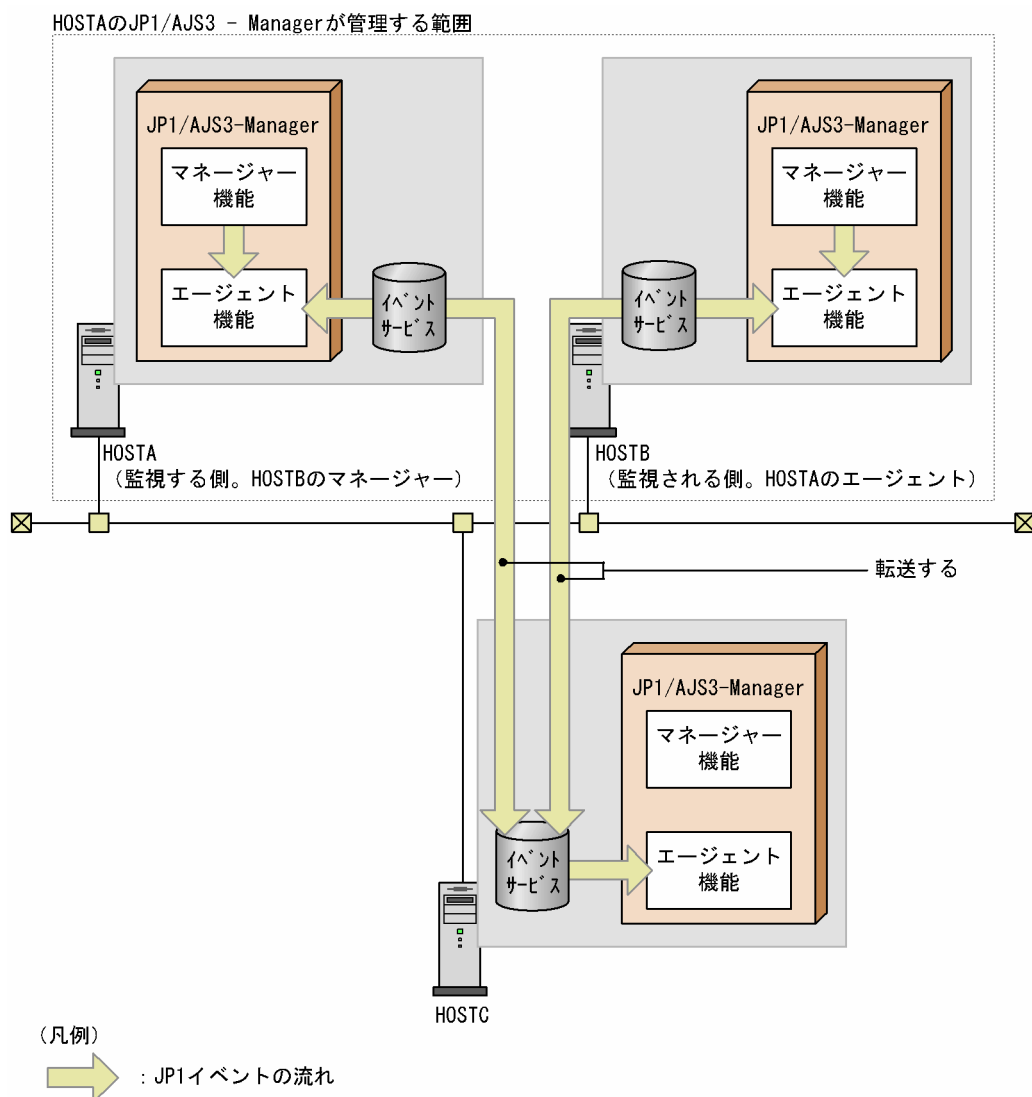 HOSTAのJP1/AJS3 - Managerが管理する範囲
JP1/AJS3-Manager
マネージャー
機能
エージェント
機能
イベント
サービス
HOSTA
(監視する側。HOSTBのマネージャー)
JP1/AJS3-Manager
マネージャー
機能
エージェント
機能
イベント
サービス
HOSTB
(監視される側。HOSTAのエージェント)
転送する
JP1/AJS3-Manager
マネージャー
機能
エージェント
機能
イベント
サービス
HOSTC
(凡例)
:JP1イベントの流れ